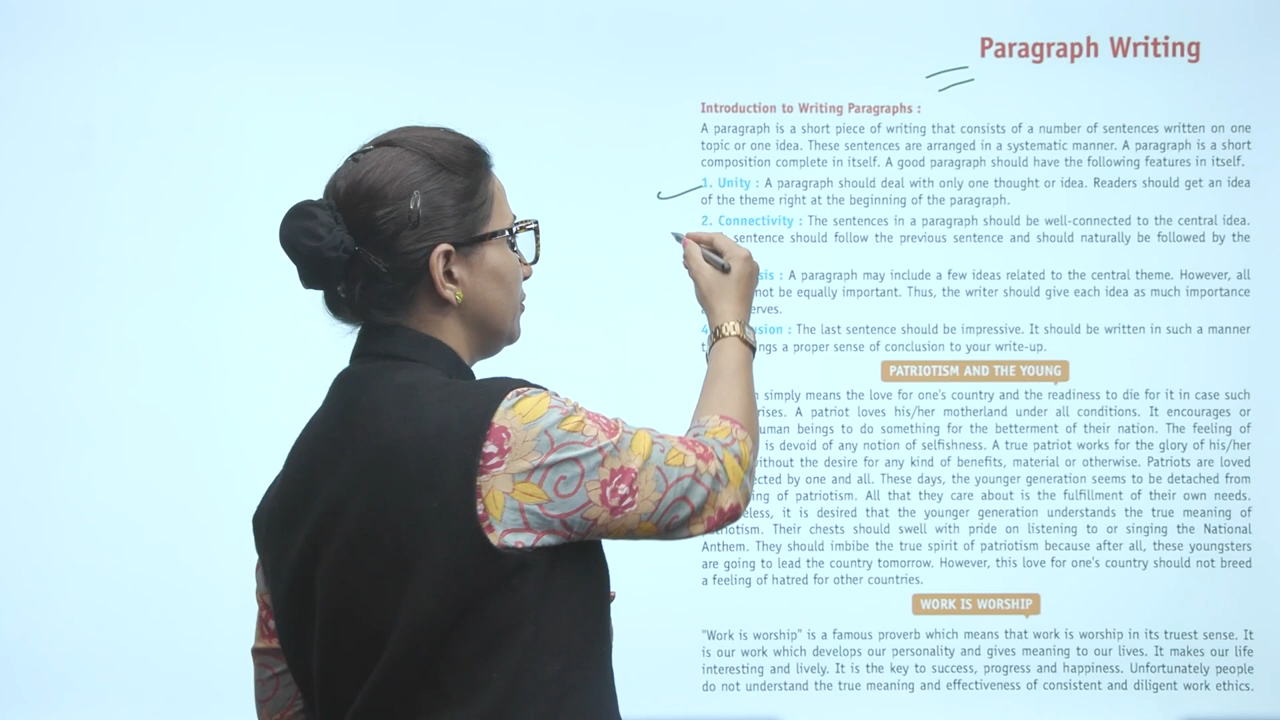 Paragraph Writing
Introduction to Writing Paragraphs :
A paragraph is a short piece of writing that consists of a number of sentences written on one
topic or one idea. These sentences are arranged in a systematic manner. A paragraph is a short
composition complete in itself. A good paragraph should have the following features in itself.
1. Unity : A paragraph should deal with only one thought or idea. Readers should get an idea
of the theme right at the beginning of the paragraph.
2. Connectivity : The sentences in a paragraph should be well-connected to the central idea.
sentence should follow the previous sentence and should naturally be followed by the
: A paragraph may include a few ideas related to the central theme. However, all
not be equally important. Thus, the writer should give each idea as much importance
4. : The last sentence should be impressive. It should be written in such a manner
a proper sense of conclusion to your write-up.
PATRIOTISM AND THE YOUNG
simply means the love for one's country and the readiness to die for it in case such
A patriot loves his/her motherland under all conditions. It encourages or
beings to do something for the betterment of their nation. The feeling of
is devoid of any notion of selfishness. A true patriot works for the glory of his/her
without the desire for any kind of benefits, material or otherwise. Patriots are loved
by one and all. These days, the younger generation seems to be detached from
of patriotism. All that they care about is the fulfillment of their own needs.
it is desired that the younger generation understands the true meaning of
patriotism. Their chests should swell with pride on listening to or singing the National
Anthem. They should imbibe the true spirit of patriotism because after all, these youngsters
are going to lead the country tomorrow. However, this love for one's country should not breed
a feeling of hatred for other countries.
WORK IS WORSHIP
"Work is worship" is a famous proverb which means that work is worship in its truest sense. It
is our work which develops our personality and gives meaning to our lives. It makes our life
interesting and lively. It is the key to success, progress and happiness. Unfortunately people
do not understand the true meaning and effectiveness of consistent and diligent work ethics.